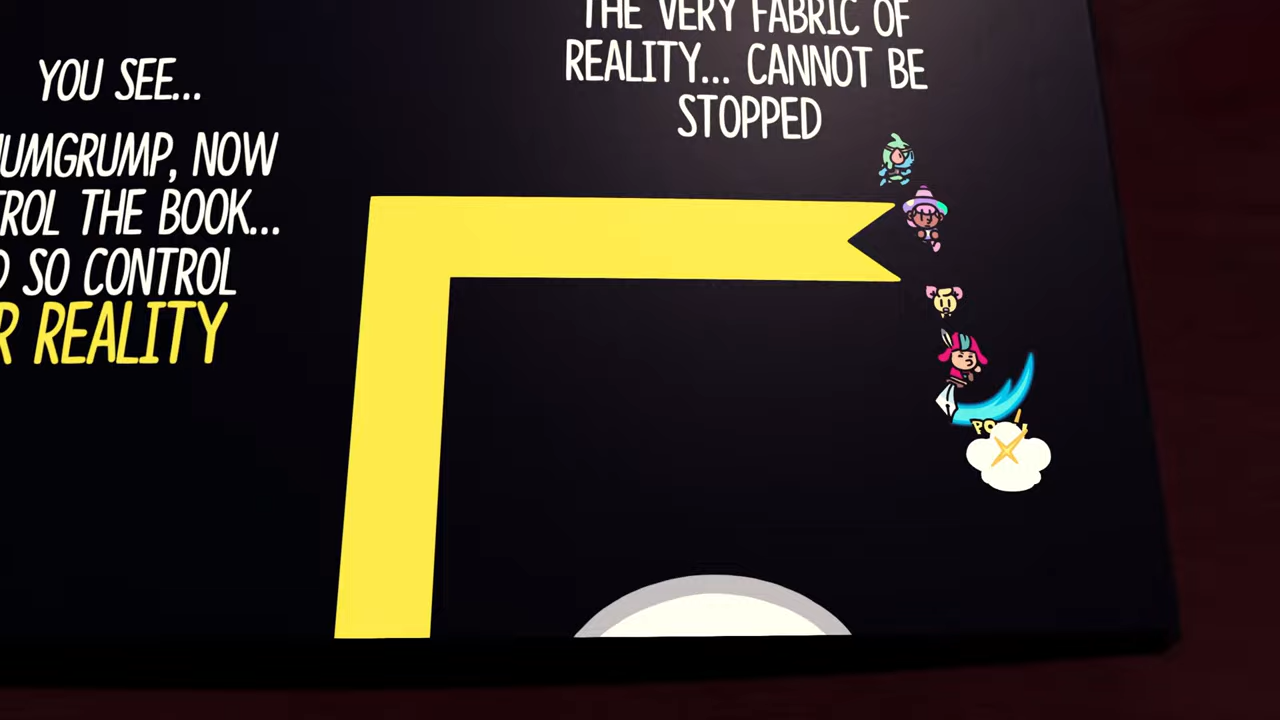 YOU SEE...
UMGRUMP, NOW
ROL THE BOOK...
SO CONTROL
REALITY
THE VERY FABRIC OF
REALITY... CANNOT BE
STOPPED